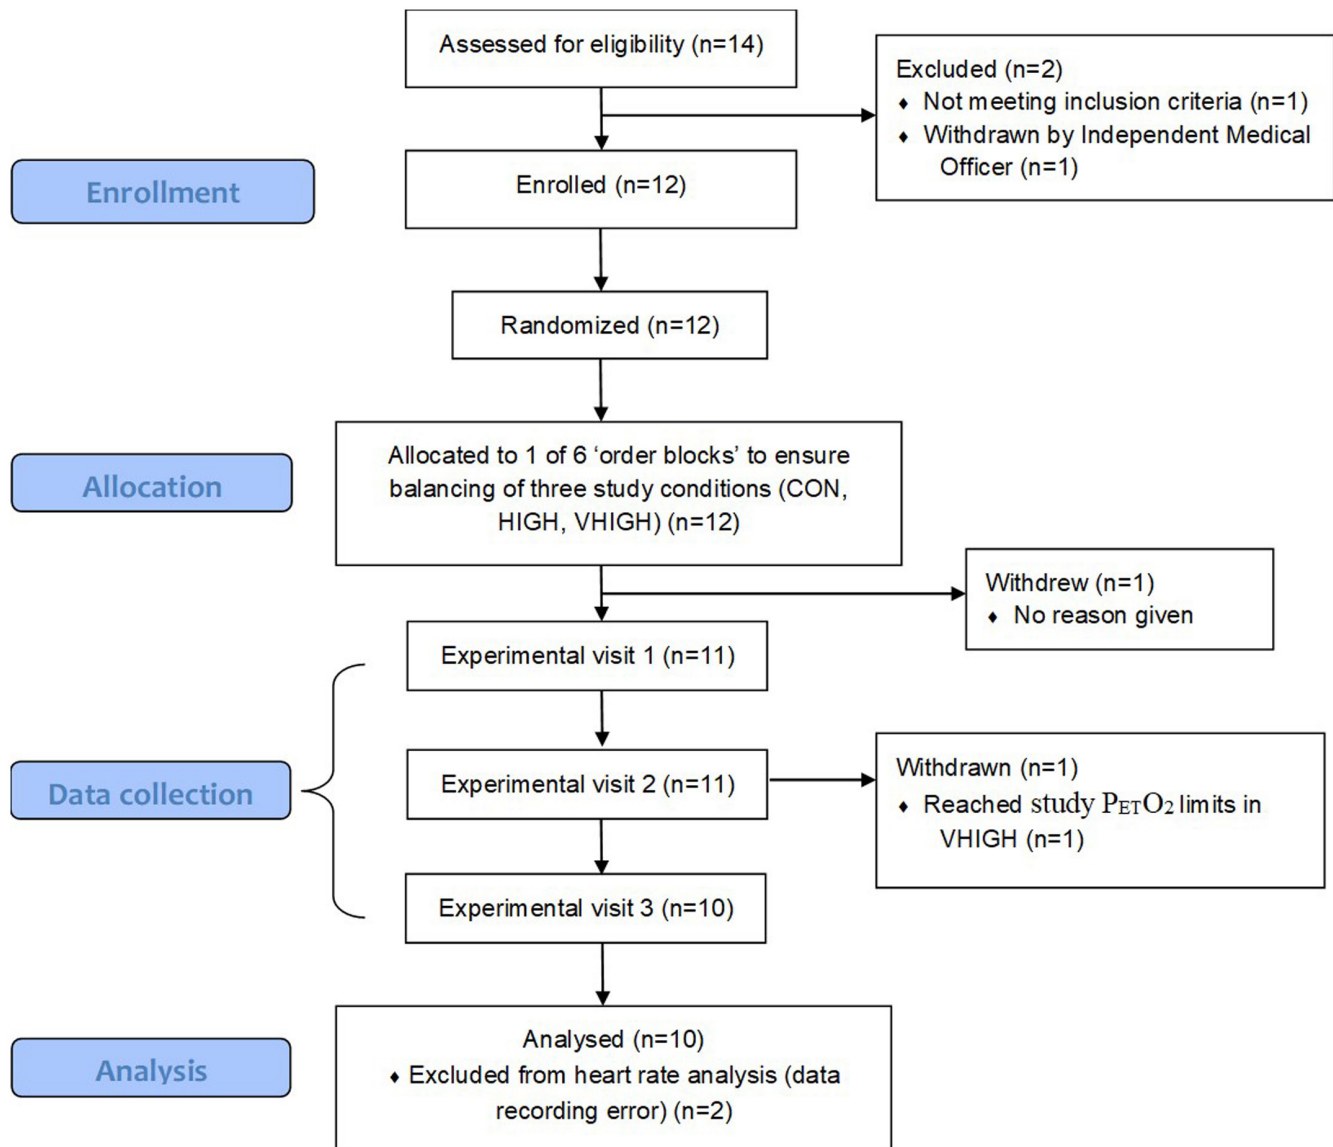 Assessed for eligibility (n=14)
Excluded (n=2)
♦ Not meeting inclusion criteria (n=1)
♦ Withdrawn by Independent Medical
Officer (n=1)
Enrollment
Enrolled (n=12)
Randomized (n=12)
Allocation
Allocated to 1 of 6 ‘order blocks’ to ensure
balancing of three study conditions (CON,
HIGH, VHIGH) (n=12)
Withdrew (n=1)
♦ No reason given
Experimental visit 1 (n=11)
Data collection
Experimental visit 2 (n=11)
Withdrawn (n=1)
♦ Reached study PETO2 limits in
VHIGH (n=1)
Experimental visit 3 (n=10)
Analysis
Analysed (n=10)
♦ Excluded from heart rate analysis (data
recording error) (n=2)